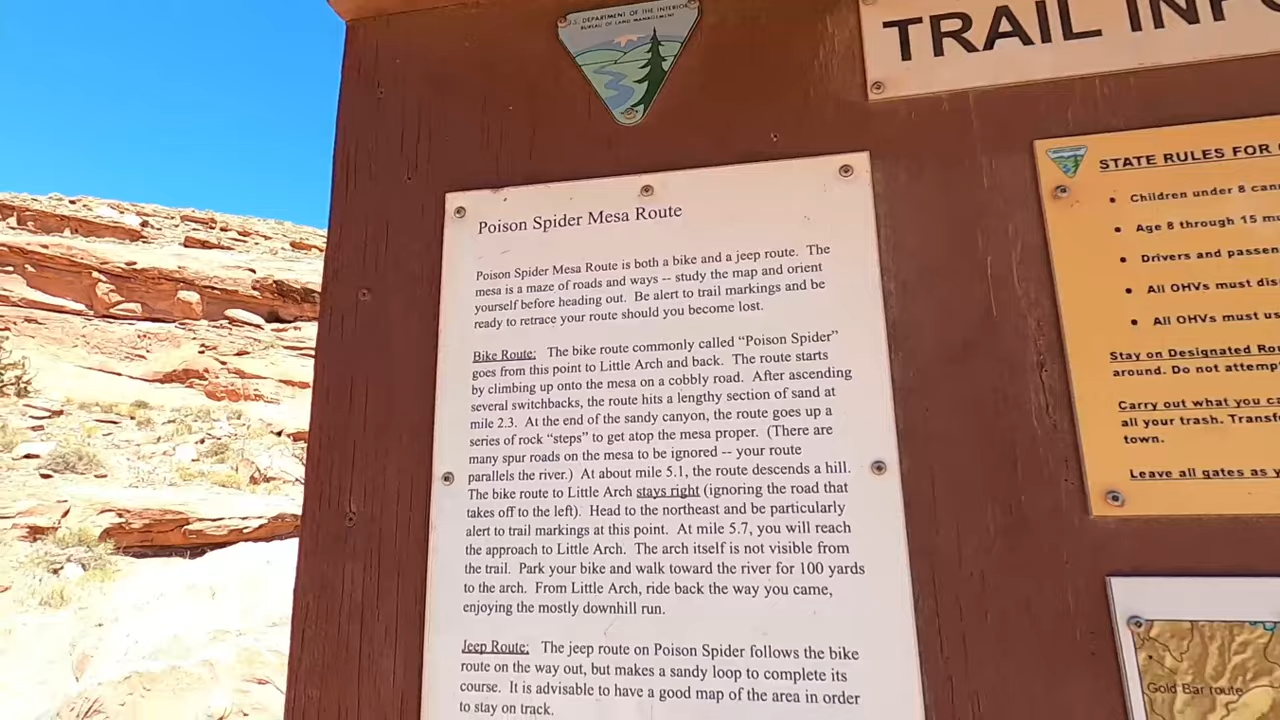 U.S. DEPARTMENT OF THE INTERIOR
BUREAU OF LAND MANAGEMENT
TRAIL INFO
Poison Spider Mesa Route
Poison Spider Mesa Route is both a bike and a jeep route. The
mesa is a maze of roads and ways -- study the map and orient
yourself before heading out. Be alert to trail markings and be
ready to retrace your route should you become lost.
Bike Route: The bike route commonly called “Poison Spider”
goes from this point to Little Arch and back. The route starts
by climbing up onto the mesa on a cobbly road. After ascending
several switchbacks, the route hits a lengthy section of sand at
mile 2.3. At the end of the sandy canyon, the route goes up a
series of rock “steps” to get atop the mesa proper. (There are
many spur roads on the mesa to be ignored -- your route
parallels the river.) At about mile 5.1, the route descends a hill.
The bike route to Little Arch stays right (ignoring the road that
takes off to the left). Head to the northeast and be particularly
alert to trail markings at this point. At mile 5.7, you will reach
the approach to Little Arch. The arch itself is not visible from
the trail. Park your bike and walk toward the river for 100 yards
to the arch. From Little Arch, ride back the way you came,
enjoying the mostly downhill run.
Jeep Route: The jeep route on Poison Spider follows the bike
route on the way out, but makes a sandy loop to complete its
course. It is advisable to have a good map of the area in order
to stay on track.
STATE RULES FOR
• Children under 8 can
• Age 8 through 15 m
• Drivers and passen
• All OHVs must dis
• All OHVs must us
Stay on Designated Ro
around. Do not attemp
Carry out what you ca
all your trash. Transf
town.
Leave all gates as y
Gold Bar route